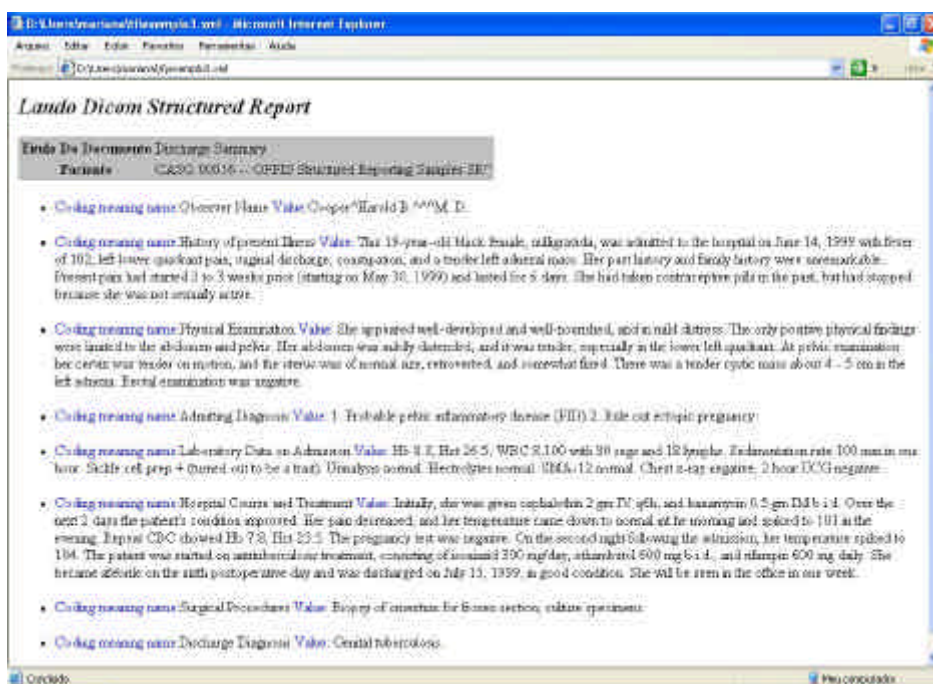 Microsoft Internet Explorer
Arquivo Editar Exibir Favoritos Ferramentas Ajuda
Laudo Dicom Structured Report
Titulo Do Documento Discharge Summary
Paciente OFFIS Structured Reporting Samples
Coding meaning name: Observer Name Value: Cooper^Harold B.^^^M. D.
Coding meaning name: History of present Illness Value: This 19-year-old black female, nulligravida, was admitted to the hospital on June 14, 1999 with fever
of 102, left lower quadrant pain, vaginal discharge, constipation, and a tender left adnexal mass. Her past history and family history were unremarkable.
Present pain had started 2 to 3 weeks prior (starting on May 30, 1999) and lasted for 6 days. She had taken contraceptive pills in the past, but had stopped
because she was not sexually active.
Coding meaning name: Physical Examination Value: She appeared well-developed and well-nourished, and in mild distress. The only positive physical findings
were limited to the abdomen and pelvis. Her abdomen was mildly distended, and it was tender, especially in the lower left quadrant. At pelvic examination
her cervix was tender on motion, and the uterus was of normal size, retroverted, and somewhat fixed. There was a tender cystic mass about 4 - 5 cm in the
left adnexa. Rectal examination was negative.
Coding meaning name: Admitting Diagnosis Value: 1. Probable pelvic inflammatory disease (PID) 2. Rule out ectopic pregnancy
Coding meaning name: Laboratory Data on Admission Value: Hb 8.8, Hct 26.5, WBC 8,100 with 80 segs and 18 lymphs. Sedimentation rate 100 mm in one
hour. Sickle cell prep + (turned out to be a trait). Urinalysis normal. Electrolytes normal. SMA-12 normal. Chest x-ray negative, 2 hour UCG negative.
Coding meaning name: Hospital Course and Treatment Value: Initially, she was given cephalothin 2 gm IV q6h, and kanamycin 0.5 gm IM b.i.d. Over the
next 2 days the patient's condition improved. Her pain decreased, and her temperature came down to normal in the morning and spiked to 101 in the
evening. Repeat CBC showed Hb 7.8, Hct 23.5. The pregnancy test was negative. On the second night following the admission, her temperature spiked to
104. The patient was started on antituberculous treatment, consisting of isoniazid 300 mg/day, ethambutol 600 mg b.i.d., and rifampin 600 mg daily. She
became afebrile on the sixth postoperative day and was discharged on July 15, 1999, in good condition. She will be seen in the office in one week.
Coding meaning name: Surgical Procedures Value: Biopsy of omentum for frozen section; culture specimens.
Coding meaning name: Discharge Diagnosis Value: Genital tuberculosis.
Concluído Meu computador